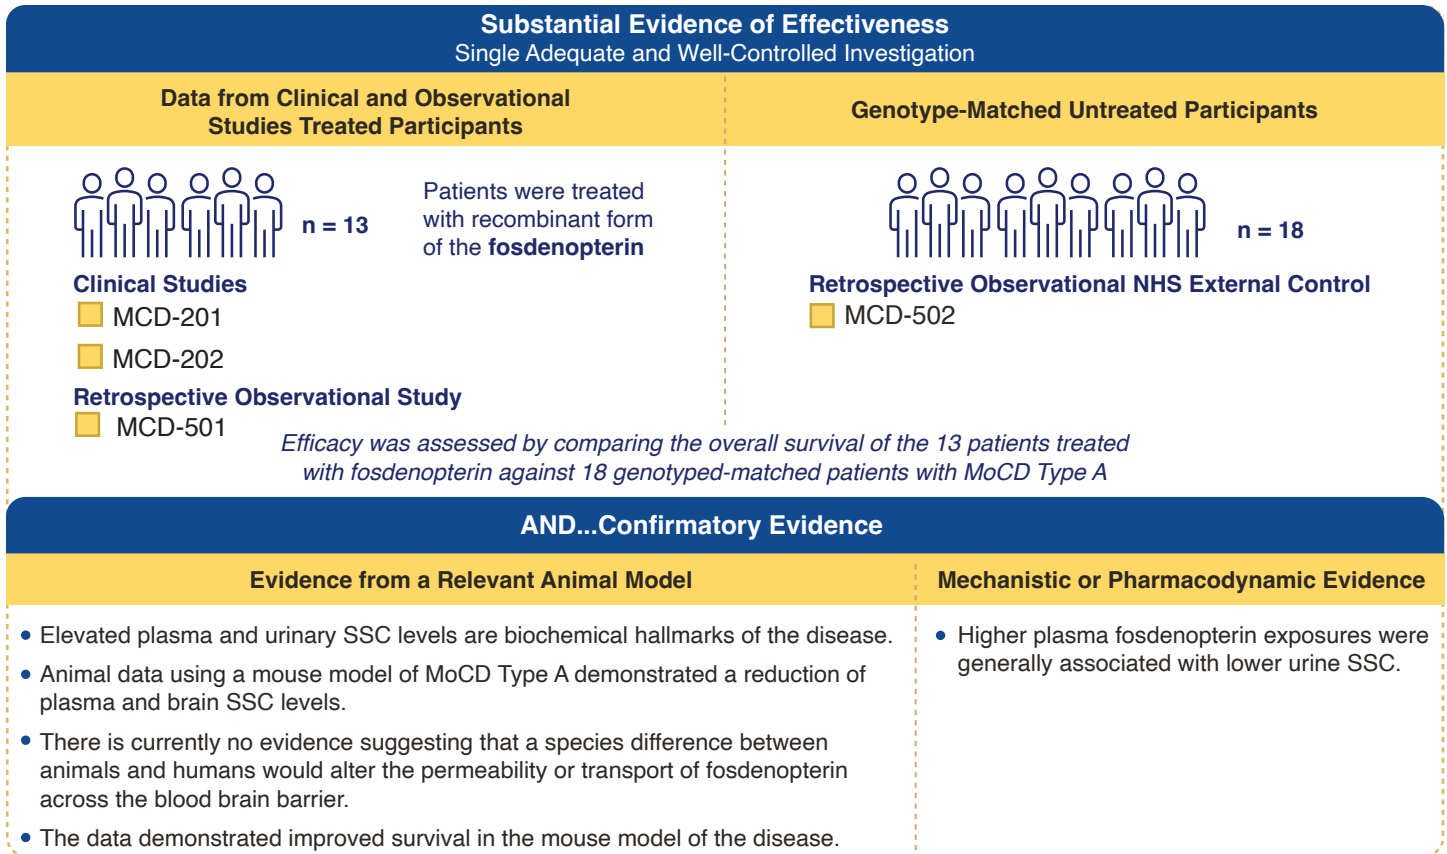 Substantial Evidence of Effectiveness
Single Adequate and Well-Controlled Investigation
Data from Clinical and Observational
Studies Treated Participants
n = 13
Patients were treated
with recombinant form
of the fosdenopterin
Clinical Studies
MCD-201
MCD-202
Retrospective Observational Study
MCD-501
Genotype-Matched Untreated Participants
n = 18
Retrospective Observational NHS External Control
MCD-502
Efficacy was assessed by comparing the overall survival of the 13 patients treated
with fosdenopterin against 18 genotyped-matched patients with MoCD Type A
AND...Confirmatory Evidence
Evidence from a Relevant Animal Model
• Elevated plasma and urinary SSC levels are biochemical hallmarks of the disease.
• Animal data using a mouse model of MoCD Type A demonstrated a reduction of
plasma and brain SSC levels.
• There is currently no evidence suggesting that a species difference between
animals and humans would alter the permeability or transport of fosdenopterin
across the blood brain barrier.
• The data demonstrated improved survival in the mouse model of the disease.
Mechanistic or Pharmacodynamic Evidence
• Higher plasma fosdenopterin exposures were
generally associated with lower urine SSC.